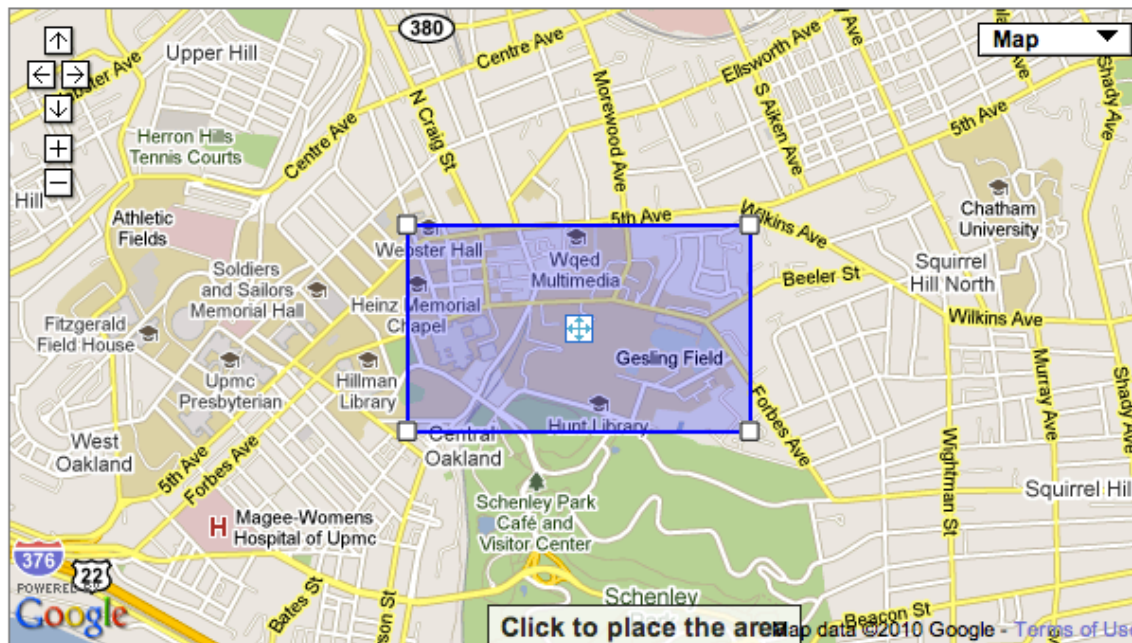 380
Map
Upper Hill
Centre Ave
Ellsworth Ave
Shady Ave
N Craig St
Morewood Ave
S Aiken Ave
5th Ave
Herron Hills
Tennis Courts
Centre Ave
Hill
Athletic
Fields
5th Ave
Wilkins Ave
Chatham
University
Webster Hall
Wqed
Multimedia
Beeler St
Squirrel
Hill North
Soldiers
and Sailors
Memorial Hall
Heinz Memorial
Chapel
Fitzgerald
Field House
Wilkins Ave
Upmc
Presbyterian
Hillman
Library
Gesling Field
Murray Ave
Shady Ave
Hunt Library
Forbes Ave
West
Oakland
Central
Oakland
5th Ave
Forbes Ave
Wightman St
Squirrel Hil
Schenley Park
Café and
Visitor Center
H
Magee-Womens
Hospital of Upmc
376
22
POWERED BY
Google
Bates St
son St
Schenley
Beacon St
Click to place the area
Map data ©2010 Google - Terms of Use